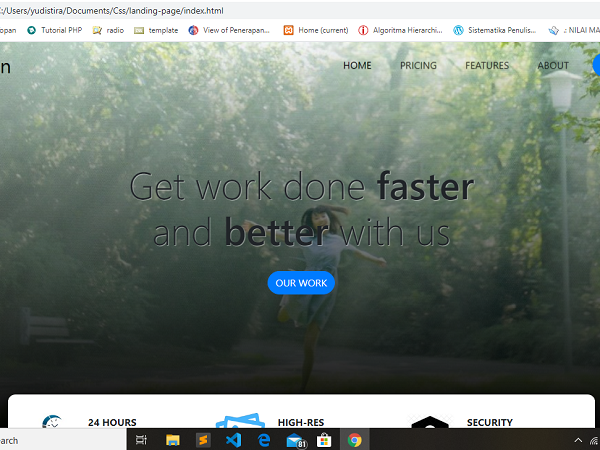 :/Users/yudistira/Documents/Css/landing-page/index.html
opan Tutorial PHP radio template View of Penerapan... Home (current) Algoritma Hierarchi... Sistematika Penulis... .: NILAI MA
n HOME PRICING FEATURES ABOUT
Get work done faster
and better with us
OUR WORK
24 HOURS HIGH-RES SECURITY
earch 81